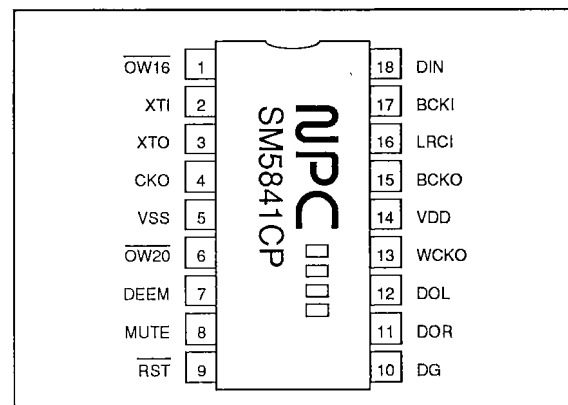 OW16 1 18 DIN
XTI 2 17 BCKI
XTO 3 16 LRCI
CKO 4 15 BCKO
VSS 5 14 VDD
OW20 6 13 WCKO
DEEM 7 12 DOL
MUTE 8 11 DOR
RST 9 10 DG
NPC
SM5841CP